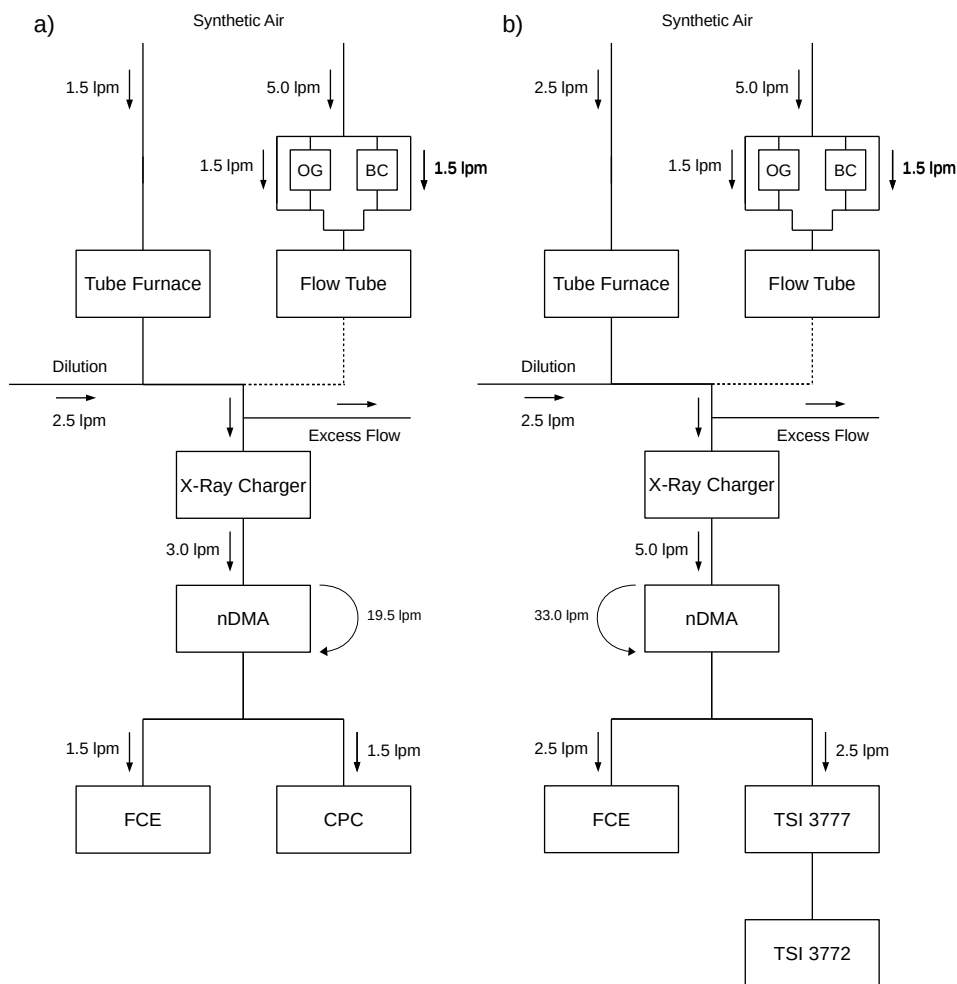 a)
Synthetic Air
1.5 lpm
5.0 lpm
1.5 lpm
OG
BC
1.5 lpm
Tube Furnace
Flow Tube
Dilution
2.5 lpm
Excess Flow
X-Ray Charger
3.0 lpm
nDMA
19.5 lpm
1.5 lpm
1.5 lpm
FCE
CPC
b)
Synthetic Air
2.5 lpm
5.0 lpm
1.5 lpm
OG
BC
1.5 lpm
Tube Furnace
Flow Tube
Dilution
2.5 lpm
Excess Flow
X-Ray Charger
5.0 lpm
33.0 lpm
nDMA
2.5 lpm
2.5 lpm
FCE
TSI 3777
TSI 3772